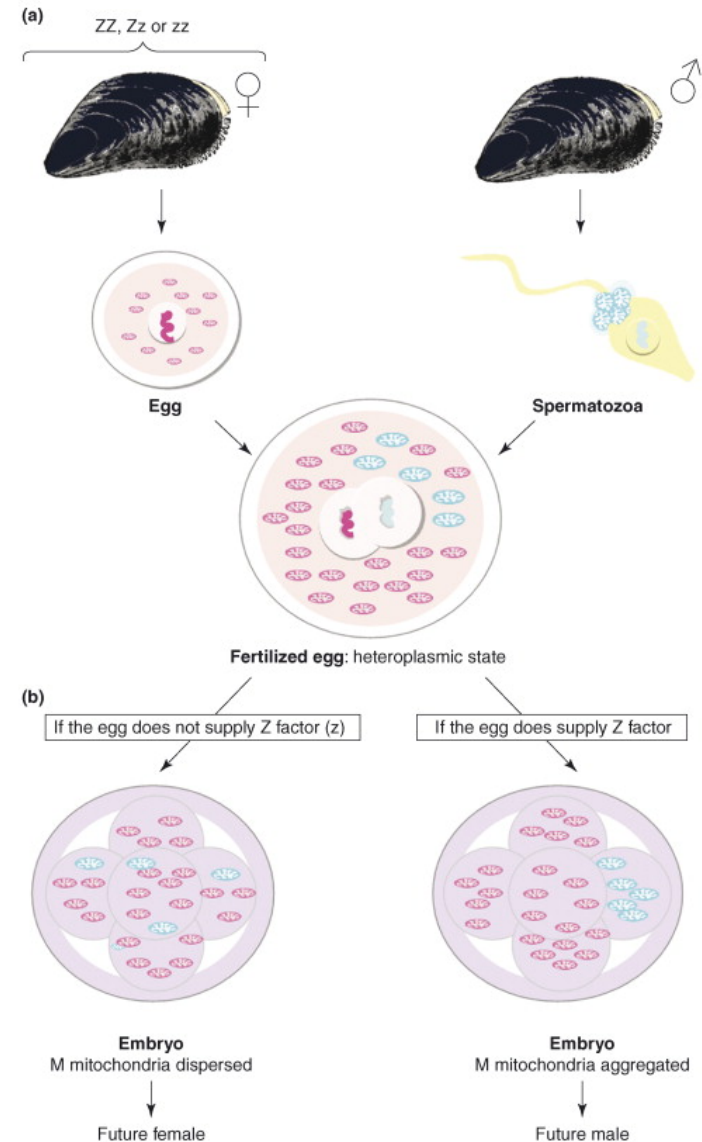 (a)
ZZ, Zz or zz
♀
♂
Egg
Spermatozoa
Fertilized egg: heteroplasmic state
(b)
If the egg does not supply Z factor (z)
If the egg does supply Z factor
Embryo
M mitochondria dispersed
Embryo
M mitochondria aggregated
Future female
Future male